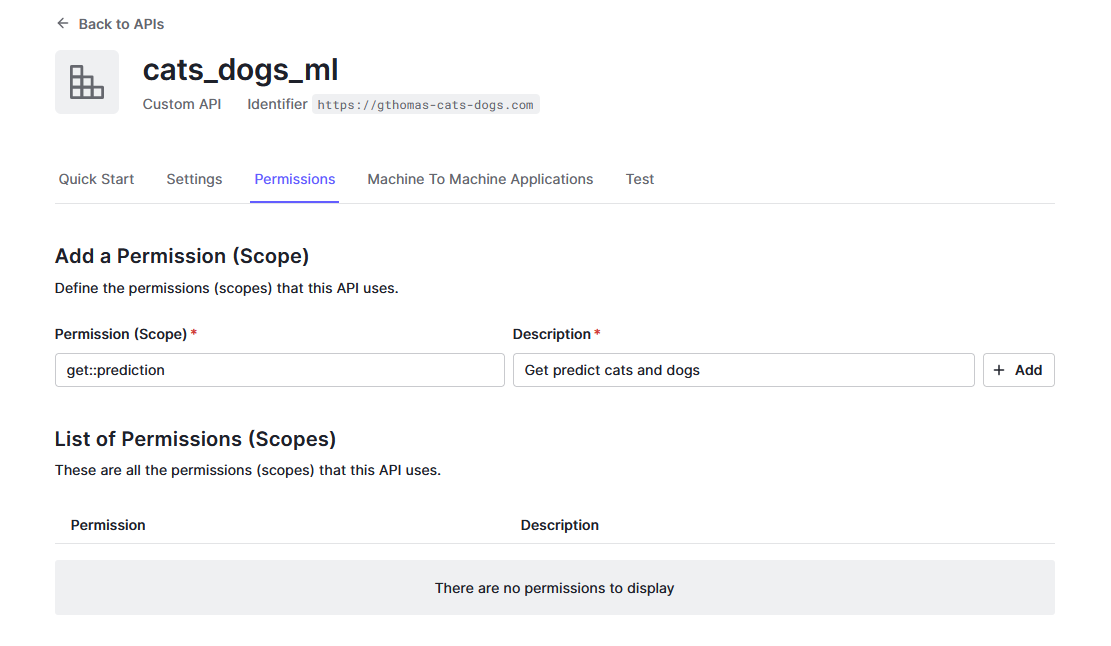 Back to APIs
cats_dogs_ml
Custom API Identifier https://gthomas-cats-dogs.com
Quick Start Settings Permissions Machine To Machine Applications Test
Add a Permission (Scope)
Define the permissions (scopes) that this API uses.
Permission (Scope) * Description *
get::prediction Get predict cats and dogs + Add
List of Permissions (Scopes)
These are all the permissions (scopes) that this API uses.
Permission Description
There are no permissions to display